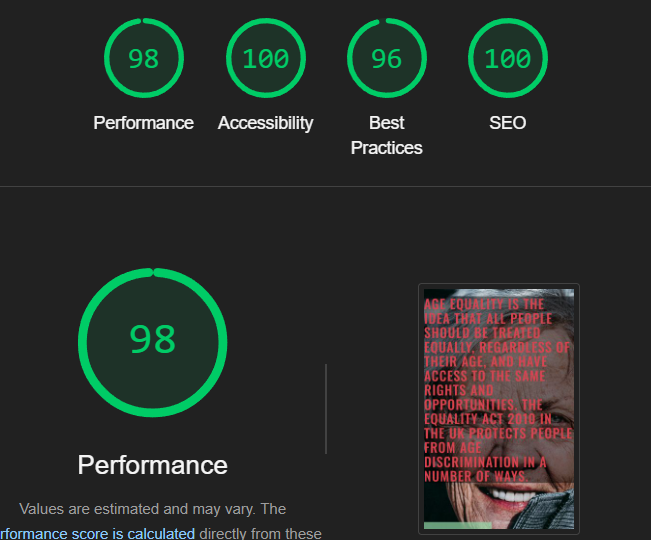 98
100
96
100
Performance
Accessibility
Best
Practices
SEO
98
Performance
Values are estimated and may vary. The
rformance score is calculated directly from these
AGE EQUALITY IS THE
IDEA THAT ALL PEOPLE
SHOULD BE TREATED
EQUALLY, REGARDLESS OF
THEIR AGE, AND HAVE
ACCESS TO THE SAME
RIGHTS AND
OPPORTUNITIES. THE
EQUALITY ACT 2010 IN
THE UK PROTECTS PEOPLE
FROM AGE
DISCRIMINATION IN A
NUMBER OF WAYS.